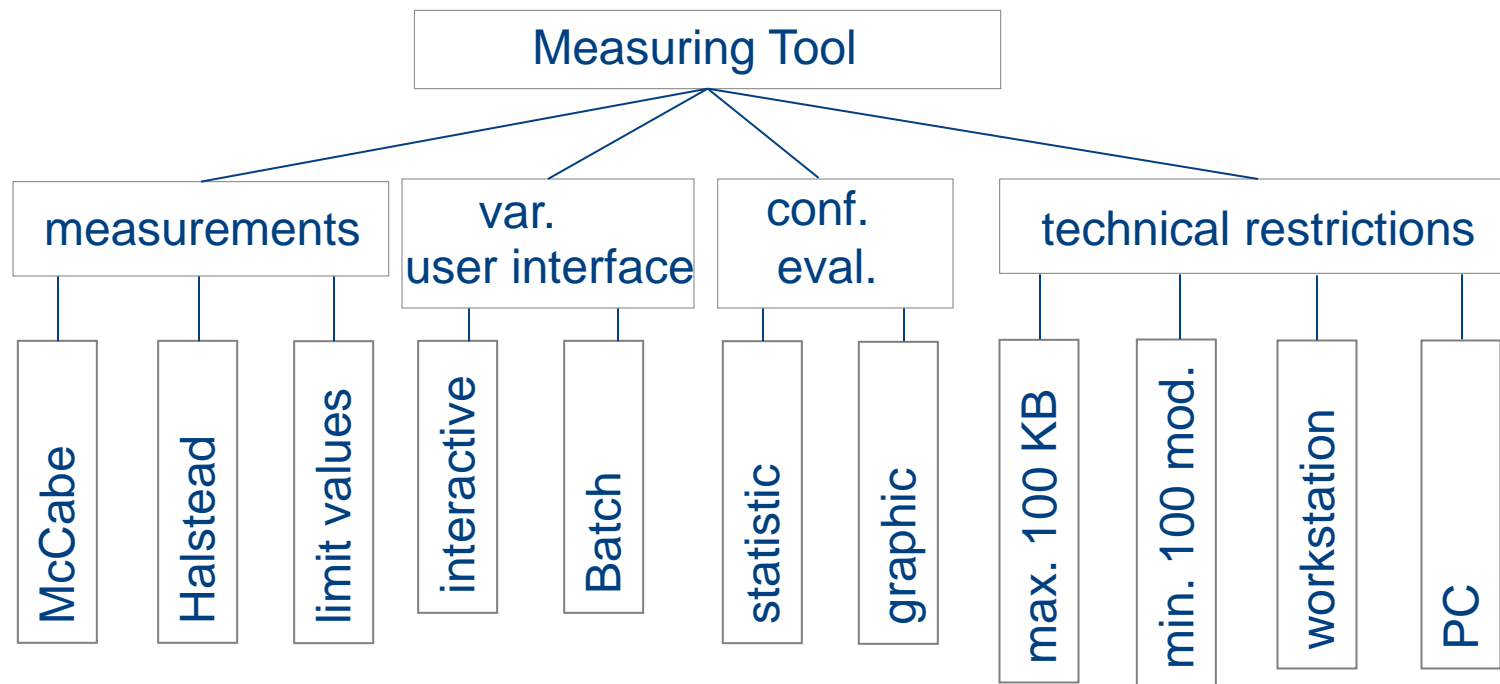 Measuring Tool
measurements
var.
user interface
conf.
eval.
technical restrictions
McCabe
Halstead
limit values
interactive
Batch
statistic
graphic
max. 100 KB
min. 100 mod.
workstation
PC